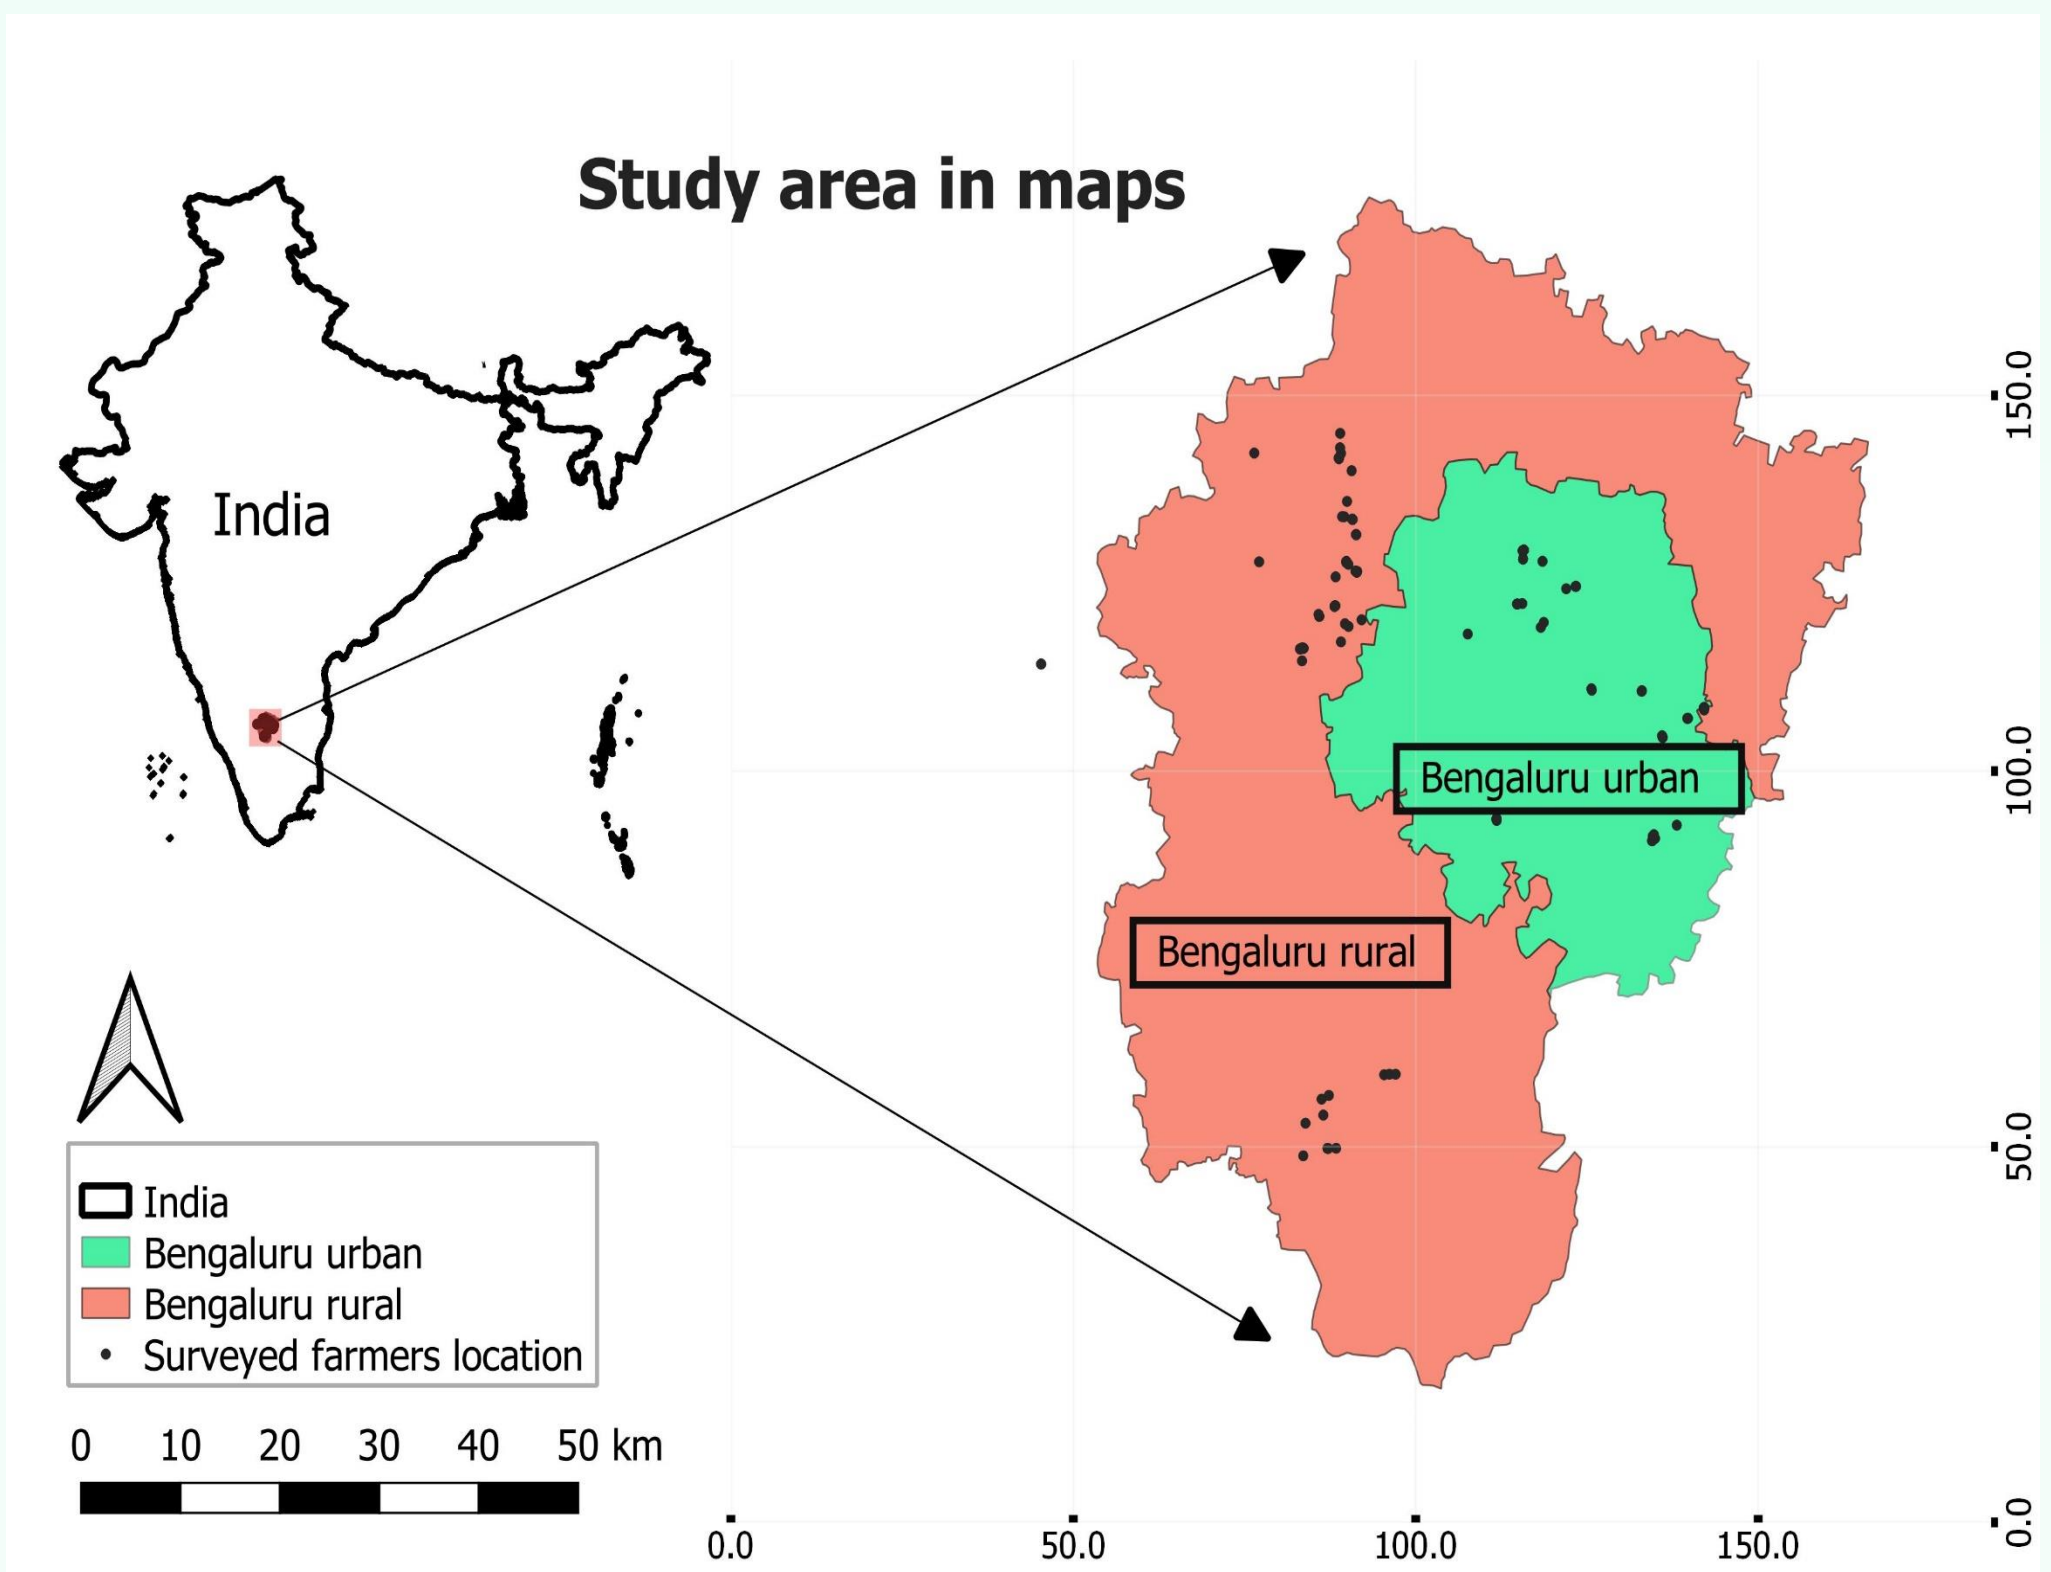 Study area in maps
India
Bengaluru urban
Bengaluru rural
India
Bengaluru urban
Bengaluru rural
Surveyed farmers location
0 10 20 30 40 50 km
150.0
100.0
50.0
0.0
0.0 50.0 100.0 150.0